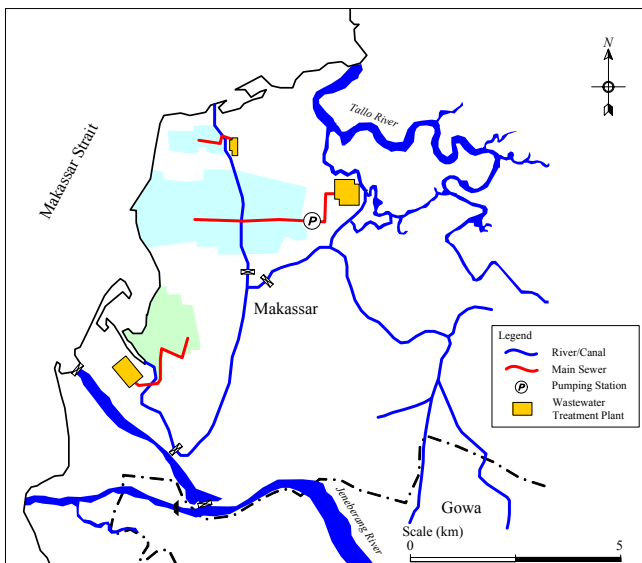 N
Tallo River
Makassar Strait
P
Makassar
Legend
River/Canal
Main Sewer
P Pumping Station
Wastewater
Treatment Plant
Jeneberang River
Gowa
Scale (km)
0 5